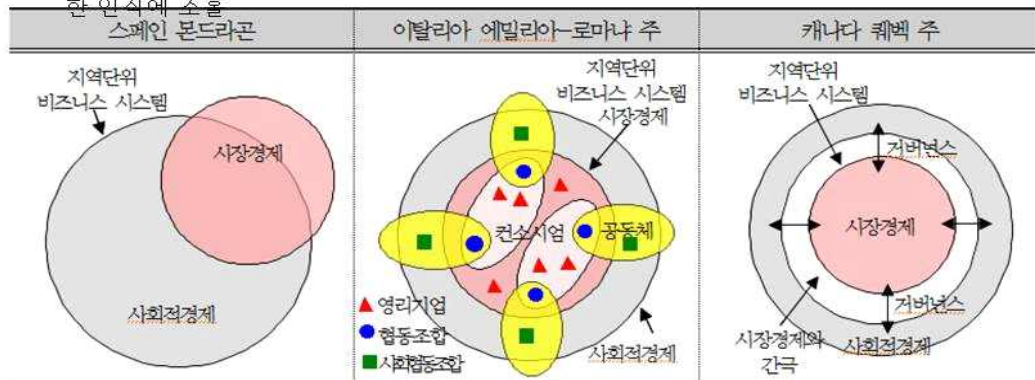 한 인식에 소홀
스페인 몬드라곤
이탈리아 에밀리아-로마냐 주
캐나다 퀘벡 주
지역단위
비즈니스 시스템
시장경제
사회적경제
지역단위
비즈니스 시스템
시장경제
컨소시엄
공동체
영리기업
협동조합
사회협동조합
사회적경제
지역단위
비즈니스 시스템
거버넌스
시장경제
거버넌스
시장경제와
간극
사회적경제